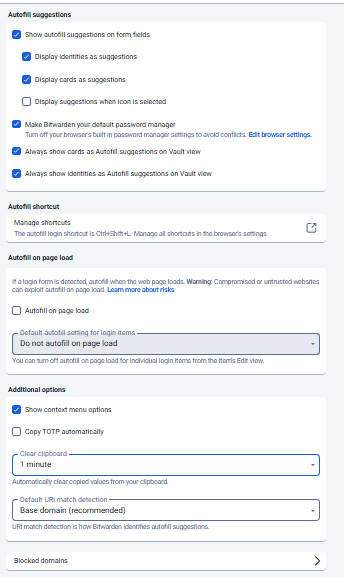 Autofill suggestions
Show autofill suggestions on form fields
Display identities as suggestions
Display cards as suggestions
Display suggestions when icon is selected
Make Bitwarden your default password manager
Turn off your browser's built in password manager settings to avoid conflicts. Edit browser settings.
Always show cards as Autofill suggestions on Vault view
Always show identities as Autofill suggestions on Vault view
Autofill shortcut
Manage shortcuts
The autofill login shortcut is Ctrl+Shift+L. Manage all shortcuts in the browser's settings.
Autofill on page load
If a login form is detected, autofill when the web page loads. Warning: Compromised or untrusted websites
can exploit autofill on page load. Learn more about risks
Autofill on page load
Default autofill setting for login items
Do not autofill on page load
You can turn off autofill on page load for individual login items from the item's Edit view.
Additional options
Show context menu options
Copy TOTP automatically
Clear clipboard
1 minute
Automatically clear copied values from your clipboard.
Default URI match detection
Base domain (recommended)
URI match detection is how Bitwarden identifies autofill suggestions.
Blocked domains